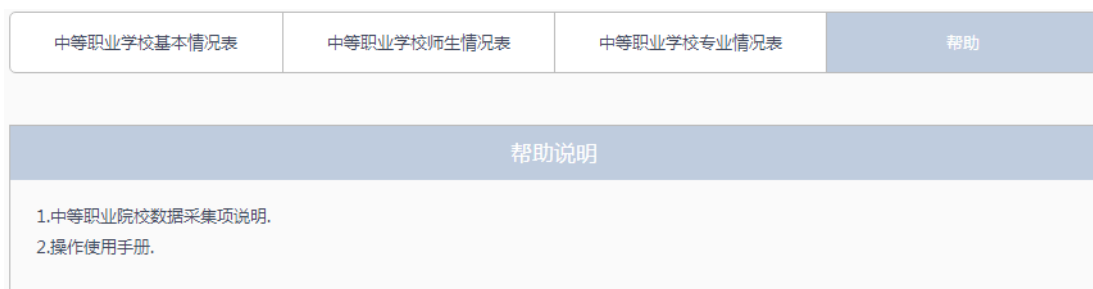 中等职业学校基本情况表 中等职业学校师生情况表 中等职业学校专业情况表 帮助
帮助说明
1.中等职业院校数据采集项说明.
2.操作使用手册.